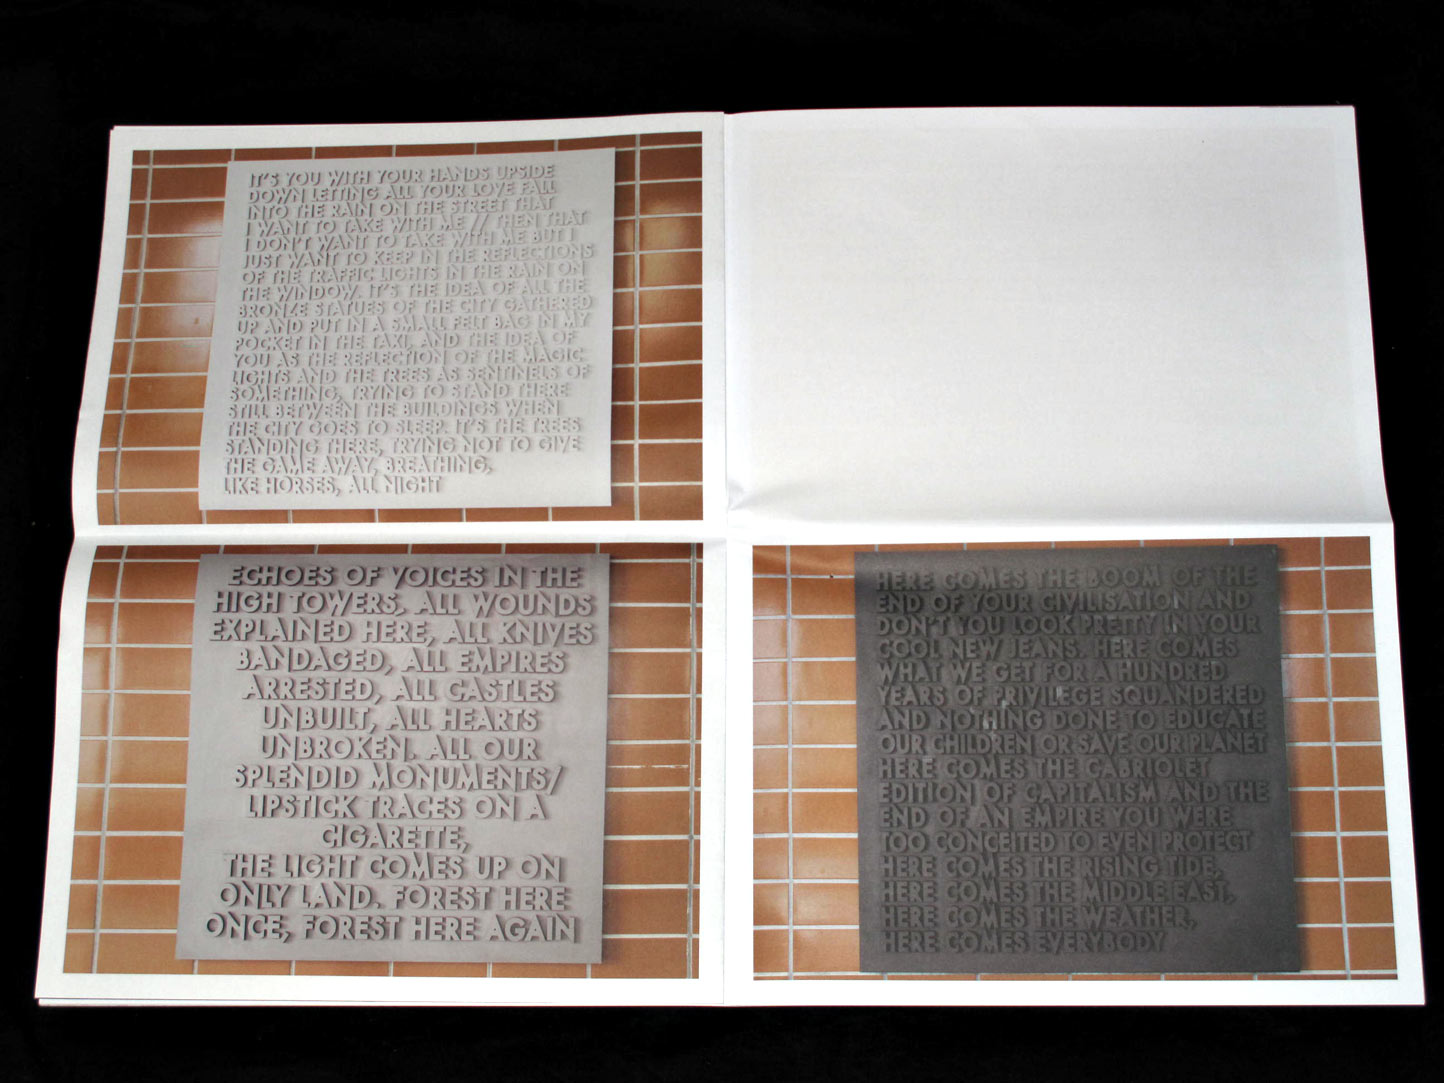 IT'S YOU WITH YOUR HANDS UPSIDE
DOWN LETTING ALL YOUR LOVE FALL
INTO THE RAIN ON THE STREET THAT
I WANT TO TAKE WITH ME // THEN THAT
I DON'T WANT TO TAKE WITH ME BUT I
JUST WANT TO KEEP IN THE REFLECTIONS
OF THE TRAFFIC LIGHTS IN THE RAIN ON
THE WINDOW. IT'S THE IDEA OF ALL THE
BRONZE STATUES OF THE CITY GATHERED
UP AND PUT IN A SMALL FELT BAG IN MY
POCKET IN THE TAXI. AND THE IDEA OF
YOU AS THE REFLECTION OF THE MAGIC
LIGHTS AND THE TREES AS SENTINELS OF
SOMETHING, TRYING TO STAND THERE
STILL BETWEEN THE BUILDINGS WHEN
THE CITY GOES TO SLEEP. IT'S THE TREES
STANDING THERE, TRYING NOT TO GIVE
THE GAME AWAY, BREATHING,
LIKE HORSES, ALL NIGHT
ECHOES OF VOICES IN THE
HIGH TOWERS, ALL WOUNDS
EXPLAINED HERE, ALL KNIVES
BANDAGED, ALL EMPIRES
ARRESTED, ALL CASTLES
UNBUILT, ALL HEARTS
UNBROKEN. ALL OUR
SPLENDID MONUMENTS/
LIPSTICK TRACES ON A
CIGARETTE,
THE LIGHT COMES UP ON
ONLY LAND. FOREST HERE
ONCE, FOREST HERE AGAIN
HERE COMES THE BOOM OF THE
END OF YOUR CIVILISATION AND
DON'T YOU LOOK PRETTY IN YOUR
COOL NEW JEANS. HERE COMES
WHAT WE GET FOR A HUNDRED
YEARS OF PRIVILEGE SQUANDERED
AND NOTHING DONE TO EDUCATE
OUR CHILDREN OR SAVE OUR PLANET
HERE COMES THE CABRIOLET
EDITION OF CAPITALISM AND THE
END OF AN EMPIRE YOU WERE
TOO CONCEITED TO EVEN PROTECT
HERE COMES THE RISING TIDE,
HERE COMES THE MIDDLE EAST,
HERE COMES THE WEATHER,
HERE COMES EVERYBODY